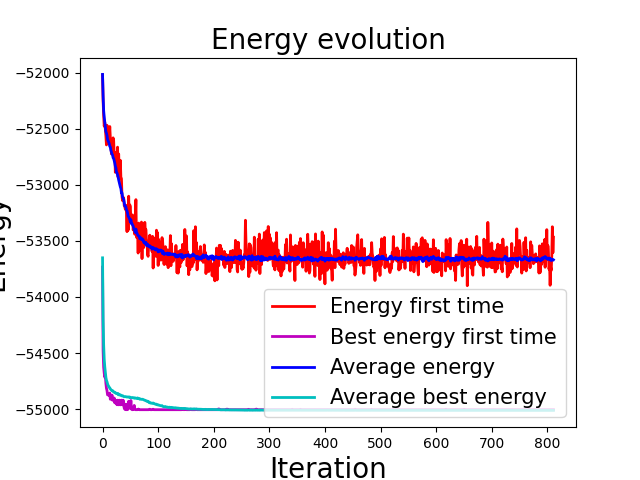 Energy evolution
Energy
−52000
−52500
−53000
−53500
−54000
−54500
−55000
Energy first time
Best energy first time
Average energy
Average best energy
0 100 200 300 400 500 600 700 800
Iteration